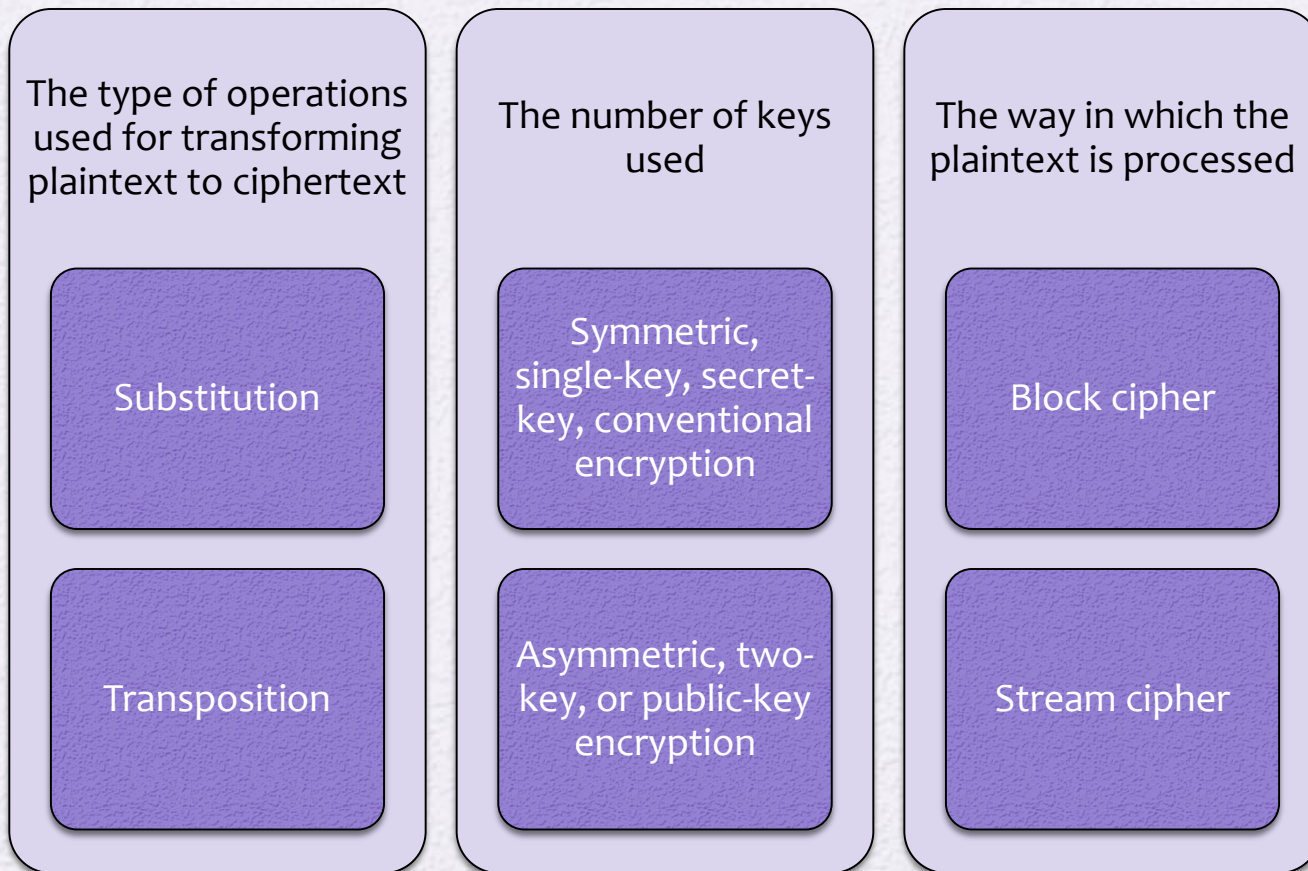 The type of operations
used for transforming
plaintext to ciphertext
Substitution
Transposition
The number of keys
used
Symmetric,
single-key, secret-
key, conventional
encryption
Asymmetric, two-
key, or public-key
encryption
The way in which the
plaintext is processed
Block cipher
Stream cipher